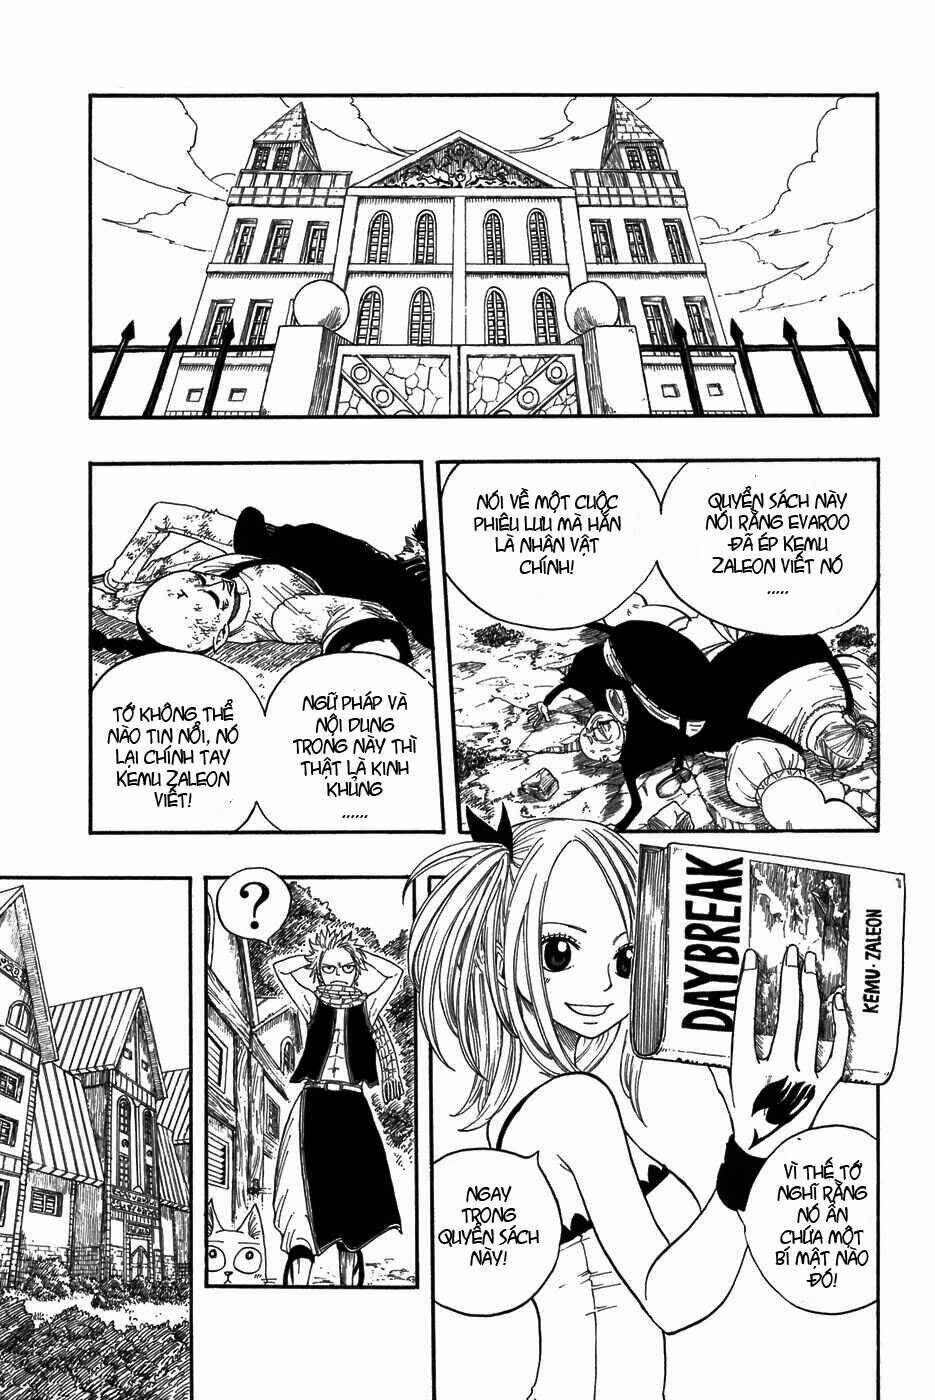 QUYỂN SÁCH NÀY
NÓI RẰNG EVAROO
ĐÃ ÉP KEMU
ZALEON VIẾT NÓ
.....
NÓI VỀ MỘT CUỘC
PHIÊU LƯU MÀ HẮN
LÀ NHÂN VẬT
CHÍNH!
NGỮ PHÁP VÀ
NỘI DUNG
TRONG NÀY THÌ
THẬT LÀ KINH
KHỦNG
......
TỚ KHÔNG THỂ
NÀO TIN NỔI, NÓ
LẠI CHÍNH TAY
KEMU ZALEON
VIẾT!
DAYBREAK
KEMU·ZALEON
VÌ THẾ TỚ
NGHĨ RẰNG
NÓ ẨN
CHỨA MỘT
BÍ MẬT NÀO
ĐÓ!
NGAY
TRONG
QUYỂN SÁCH
NÀY!
?